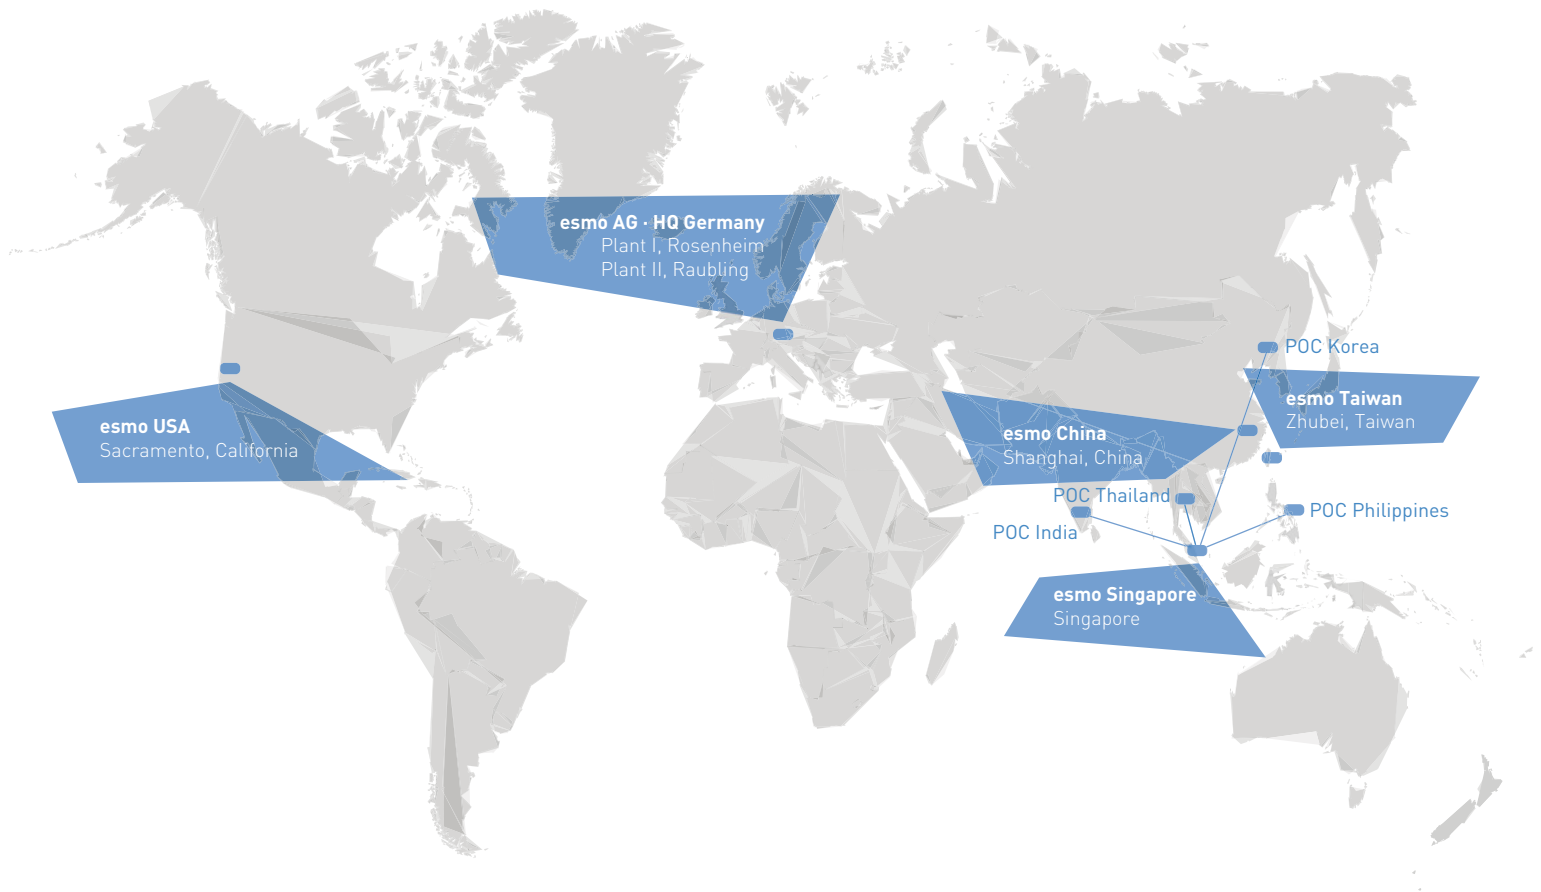 esmo AG · HQ Germany
Plant I, Rosenheim
Plant II, Raubling
POC Korea
esmo USA
Sacramento, California
esmo China
Shanghai, China
esmo Taiwan
Zhubei, Taiwan
POC Thailand
POC India
POC Philippines
esmo Singapore
Singapore